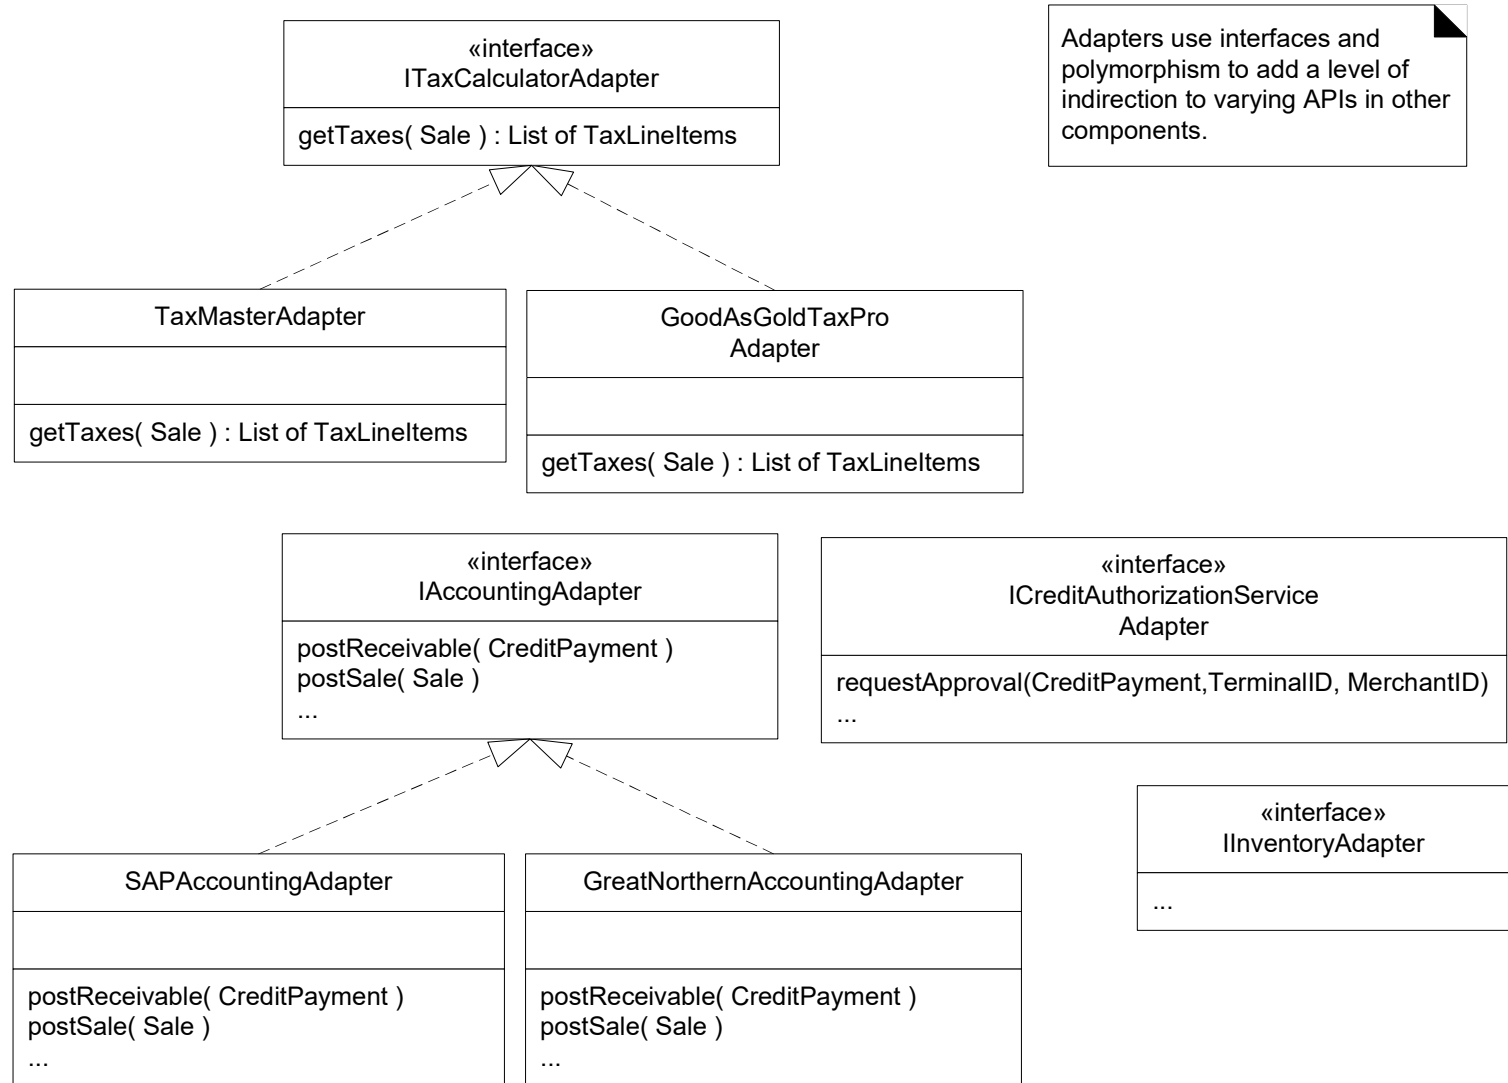 «interface»
ITaxCalculatorAdapter
getTaxes( Sale ) : List of TaxLineItems
Adapters use interfaces and
polymorphism to add a level of
indirection to varying APIs in other
components.
TaxMasterAdapter
getTaxes( Sale ) : List of TaxLineItems
GoodAsGoldTaxPro
Adapter
getTaxes( Sale ) : List of TaxLineItems
«interface»
IAccountingAdapter
postReceivable( CreditPayment )
postSale( Sale )
...
«interface»
ICreditAuthorizationService
Adapter
requestApproval(CreditPayment,TerminalID, MerchantID)
...
«interface»
IInventoryAdapter
...
SAPAccountingAdapter
postReceivable( CreditPayment )
postSale( Sale )
...
GreatNorthernAccountingAdapter
postReceivable( CreditPayment )
postSale( Sale )
...